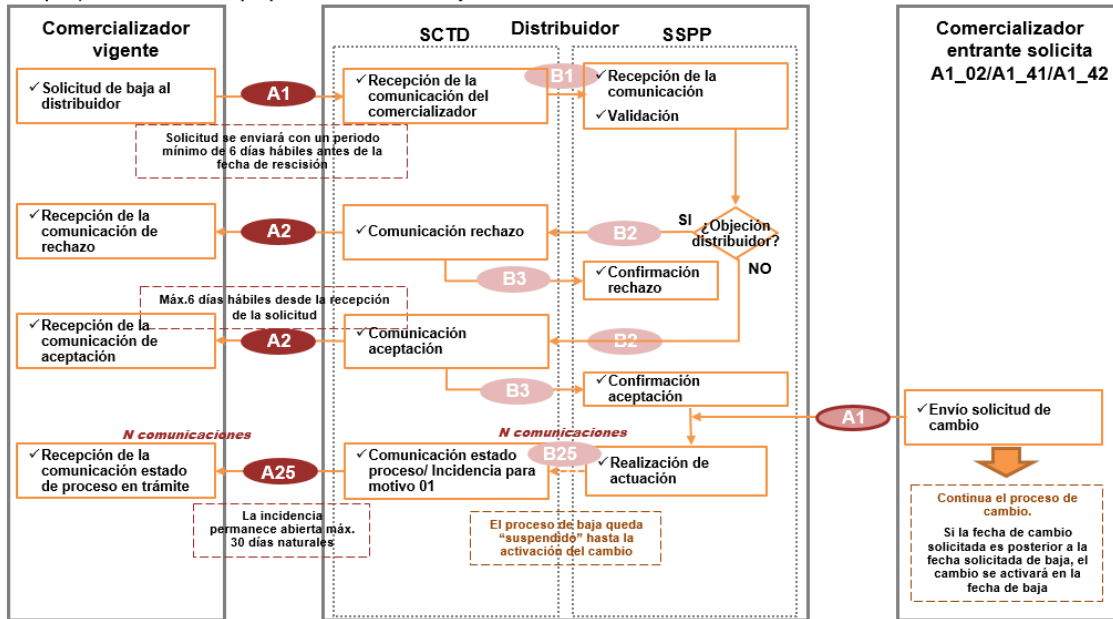 Comercializador
vigente
Distribuidor
SCTD
SSPP
Comercializador
entrante solicita
A1_02/A1_41/A1_42
✓Solicitud de baja al
distribuidor
A1
✓Recepción de la
comunicación del
comercializador
B1
✓Recepción de la
comunicación
✓Validación
Solicitud se enviará con un periodo
mínimo de 6 días hábiles antes de la
fecha de rescisión
✓Recepción de la
comunicación de
rechazo
A2
✓Comunicación rechazo
B2
SI
¿Objeción
distribuidor?
NO
B3
✓Confirmación
rechazo
Máx.6 días hábiles desde la recepción
de la solicitud
✓Recepción de la
comunicación de
aceptación
A2
✓Comunicación
aceptación
B2
B3
✓Confirmación
aceptación
A1
✓Envío solicitud de
cambio
N comunicaciones
N comunicaciones
✓Recepción de la
comunicación estado
de proceso en trámite
A25
✓Comunicación estado
proceso/ Incidencia para
motivo 01
B25
✓Realización de
actuación
La incidencia
permanece abierta máx.
30 días naturales
El proceso de baja queda
“suspendido” hasta la
activación del cambio
Continua el proceso de
cambio.
Si la fecha de cambio
solicitada es posterior a la
fecha solicitada de baja, el
cambio se activará en la
fecha de baja